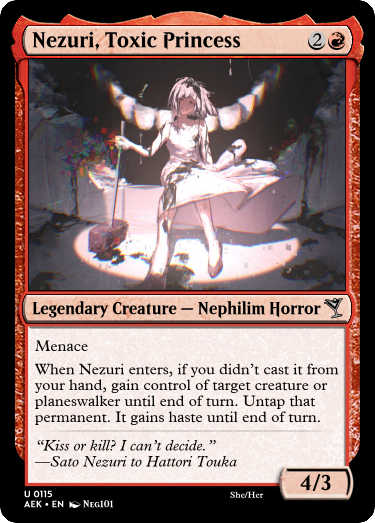 Nezuri, Toxic Princess 2
Legendary Creature — Nephilim Horror
Menace
When Nezuri enters, if you didn't cast it from
your hand, gain control of target creature or
planeswalker until end of turn. Untap that
permanent. It gains haste until end of turn.
“Kiss or kill? I can't decide.”
—Sato Nezuri to Hattori Touka
4/3
U 0115
AEK • EN Neg101
She/Her